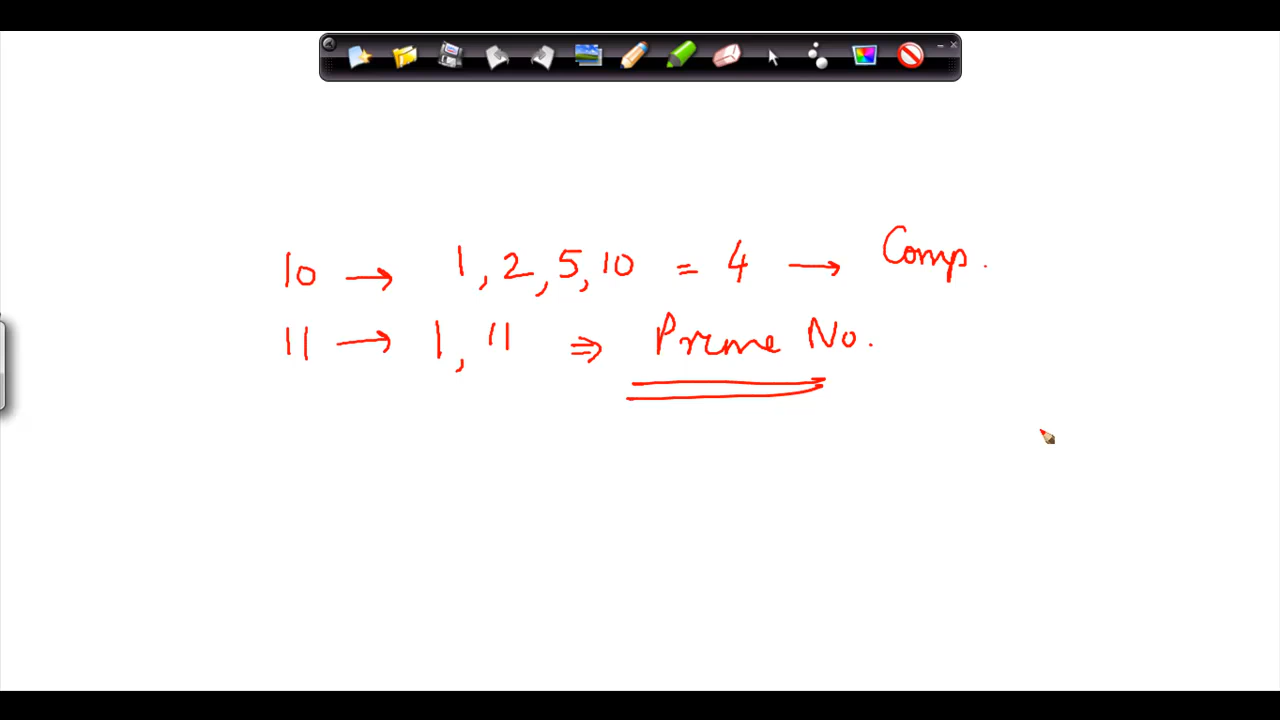 10 → 1, 2, 5, 10 = 4 → Comp.
11 → 1, 11 ⇒ Prime No.